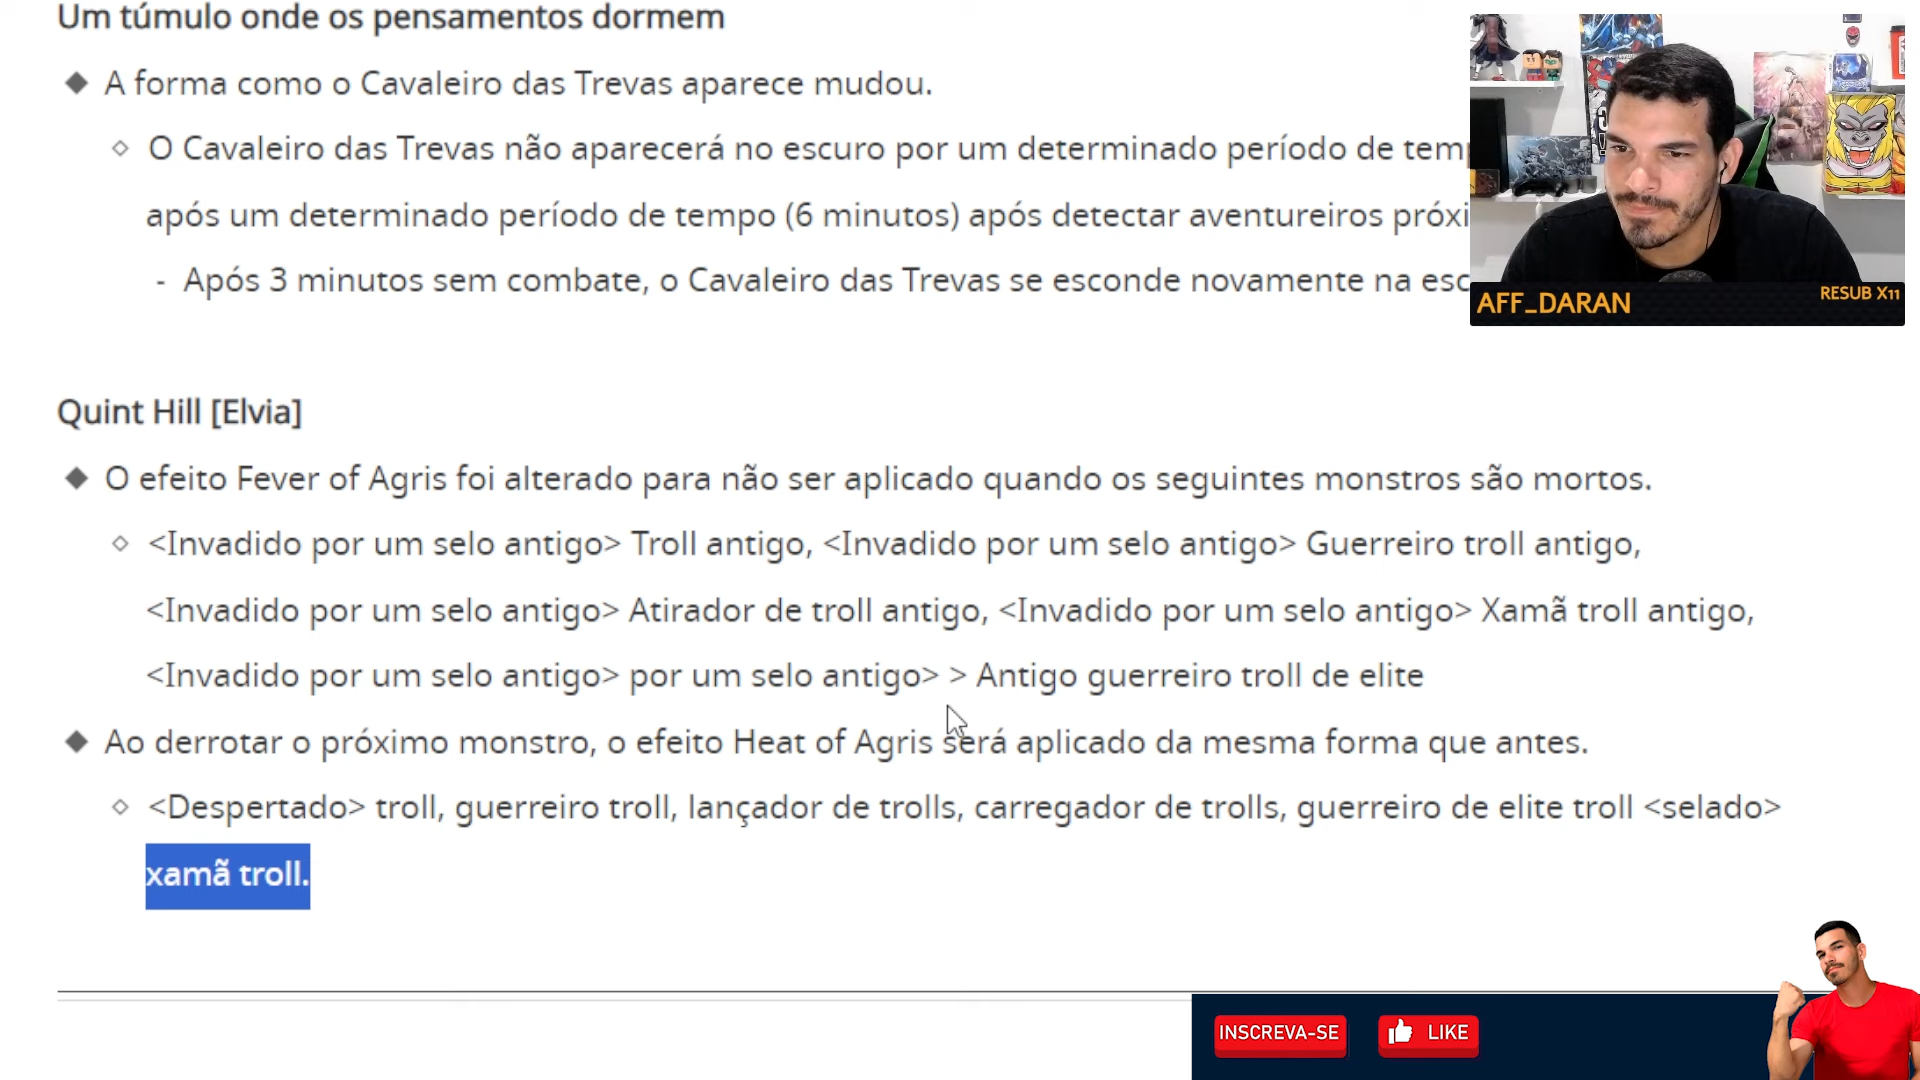 Um túmulo onde os pensamentos dormem
A forma como o Cavaleiro das Trevas aparece mudou.
O Cavaleiro das Trevas não aparecerá no escuro por um determinado período de
após um determinado período de tempo (6 minutos) após detectar aventureiros
- Após 3 minutos sem combate, o Cavaleiro das Trevas se esconde novamente na
AFF_DARAN
RESUB X11
Quint Hill [Elvia]
O efeito Fever of Agris foi alterado para não ser aplicado quando os seguintes monstros são mortos.
<Invadido por um selo antigo> Troll antigo, <Invadido por um selo antigo> Guerreiro troll antigo,
<Invadido por um selo antigo> Atirador de troll antigo, <Invadido por um selo antigo> Xamã troll antigo,
<Invadido por um selo antigo> por um selo antigo> > Antigo guerreiro troll de elite
Ao derrotar o próximo monstro, o efeito Heat of Agris será aplicado da mesma forma que antes.
<Despertado> troll, guerreiro troll, lançador de trolls, carregador de trolls, guerreiro de elite troll <selado>
xamã troll.
INSCREVA-SE
LIKE